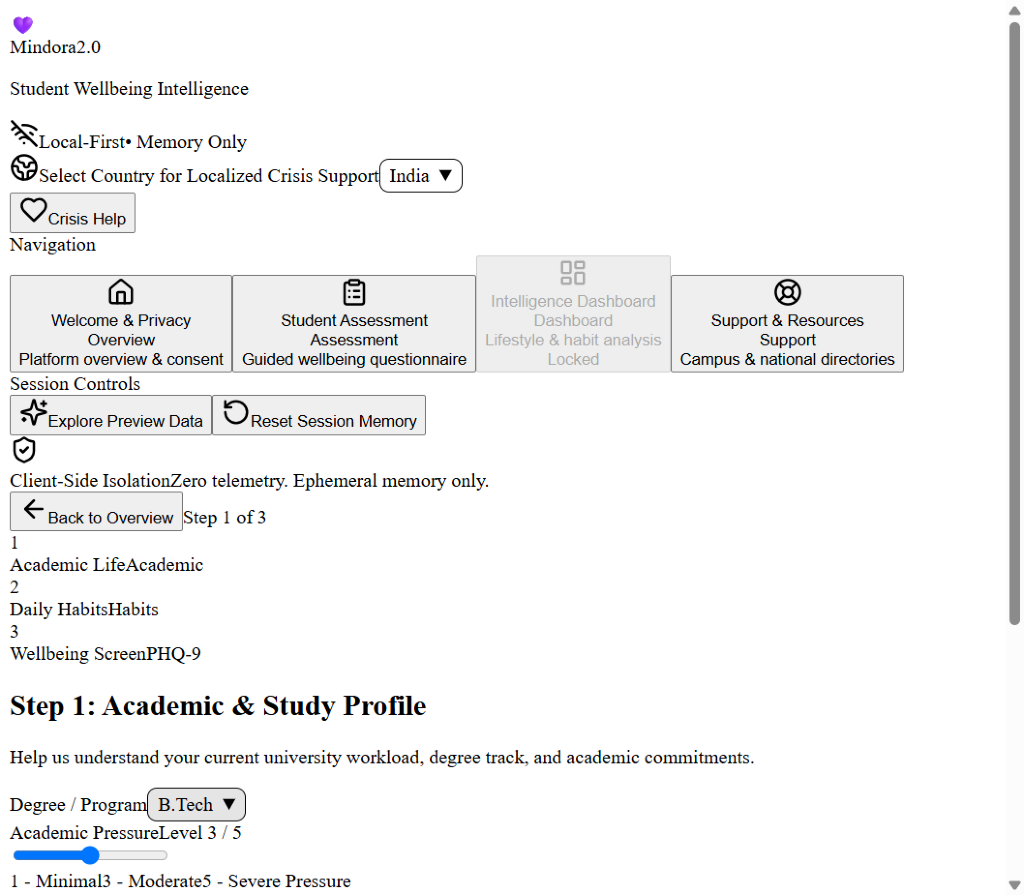 Mindora2.0
Student Wellbeing Intelligence
Local-First• Memory Only
Select Country for Localized Crisis Support India ▼
Crisis Help
Navigation
Welcome & Privacy
Overview
Platform overview & consent
Student Assessment
Assessment
Guided wellbeing questionnaire
Intelligence Dashboard
Dashboard
Lifestyle & habit analysis
Locked
Support & Resources
Support
Campus & national directories
Session Controls
Explore Preview Data Reset Session Memory
Client-Side IsolationZero telemetry. Ephemeral memory only.
Back to Overview Step 1 of 3
1
Academic LifeAcademic
2
Daily HabitsHabits
3
Wellbeing ScreenPHQ-9
Step 1: Academic & Study Profile
Help us understand your current university workload, degree track, and academic commitments.
Degree / Program B.Tech ▼
Academic PressureLevel 3 / 5
1 - Minimal3 - Moderate5 - Severe Pressure